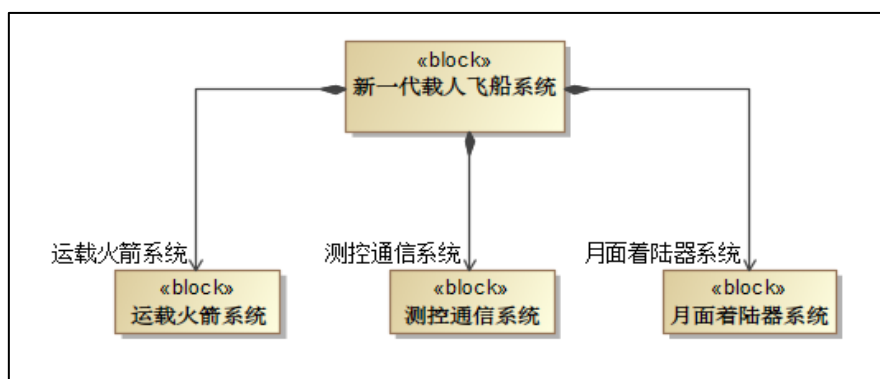 «block»
新一代载人飞船系统
运载火箭系统
测控通信系统
月面着陆器系统
«block»
运载火箭系统
«block»
测控通信系统
«block»
月面着陆器系统